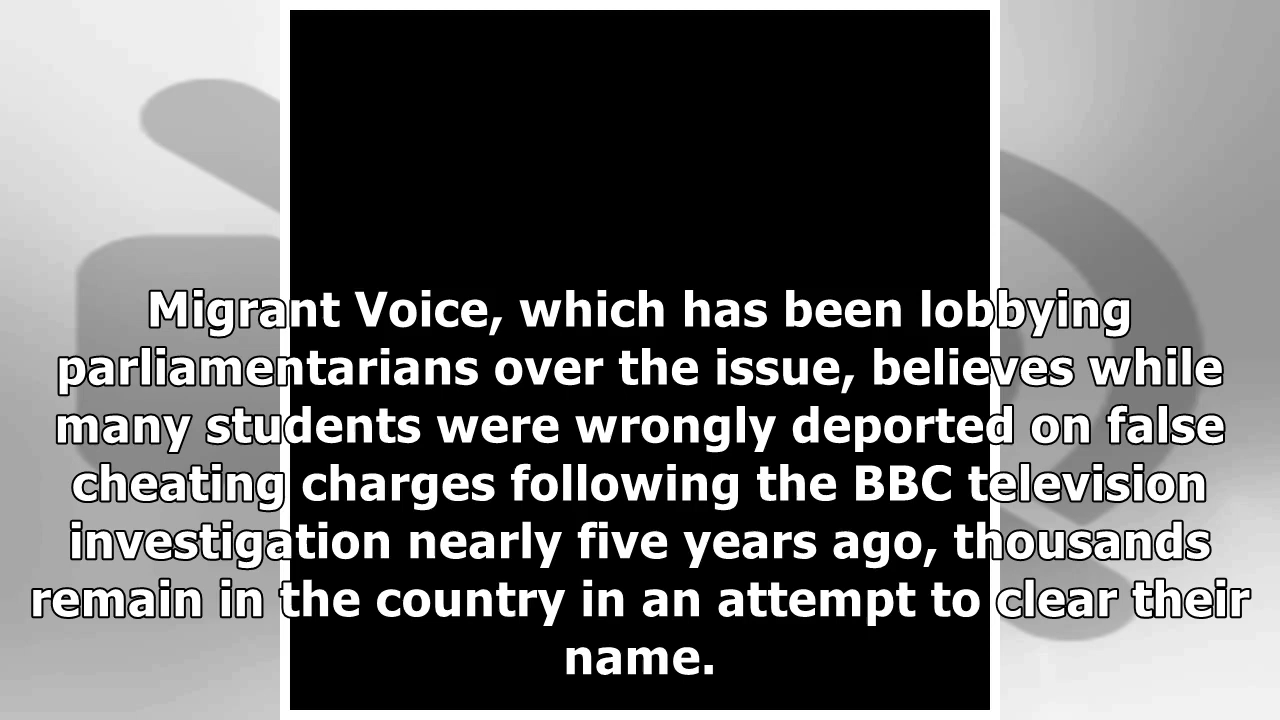 Migrant Voice, which has been lobbying
parliamentarians over the issue, believes while
many students were wrongly deported on false
cheating charges following the BBC television
investigation nearly five years ago, thousands
remain in the country in an attempt to clear their
name.